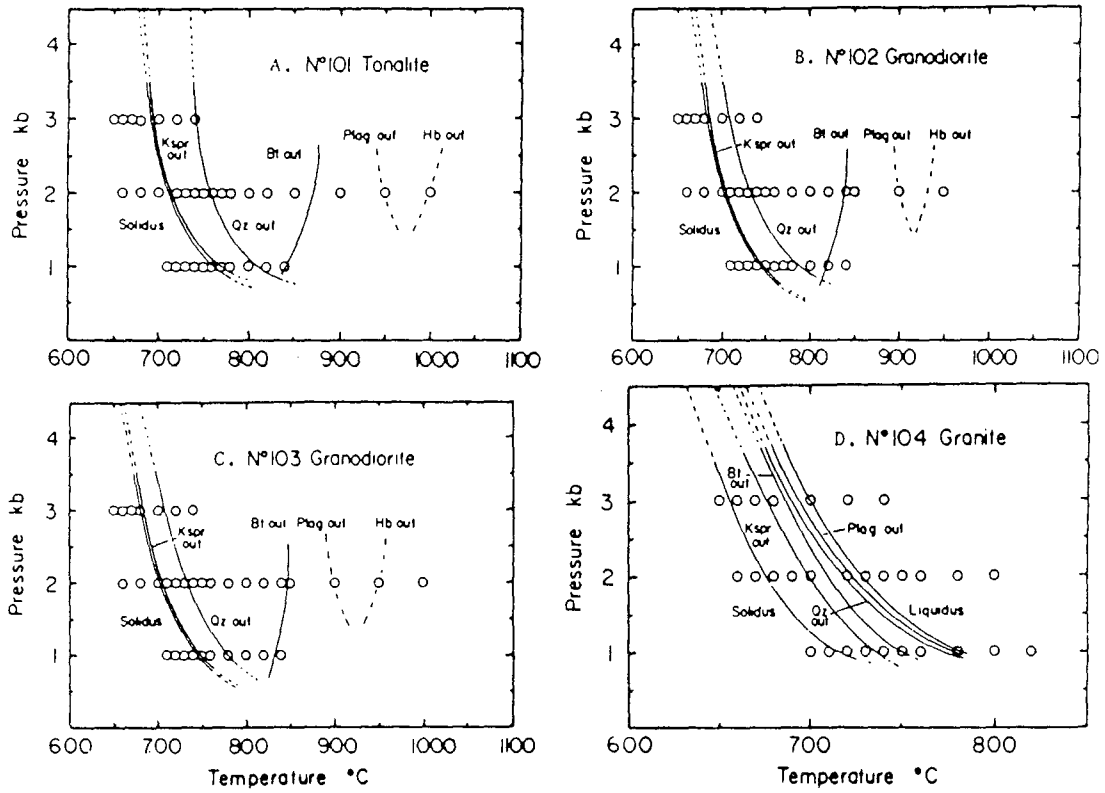 A. N°101 Tonalite
Pressure kb
4
3
2
1
Kspr out
Bt out
Plag out
Hb out
Solidus
Qz out
600 700 800 900 1000 1100
B. N°102 Granodiorite
Pressure kb
4
3
2
1
Kspr out
Bt out
Plag out
Hb out
Solidus
Qz out
600 700 800 900 1000 1100
C. N°103 Granodiorite
Pressure kb
4
3
2
1
Kspr out
Bt out
Plag out
Hb out
Solidus
Qz out
600 700 800 900 1000 1100
Temperature °C
D. N°104 Granite
Pressure kb
4
3
2
1
Bt out
Kspr out
Plag out
Solidus
Qz out
Liquidus
600 700 800
Temperature °C